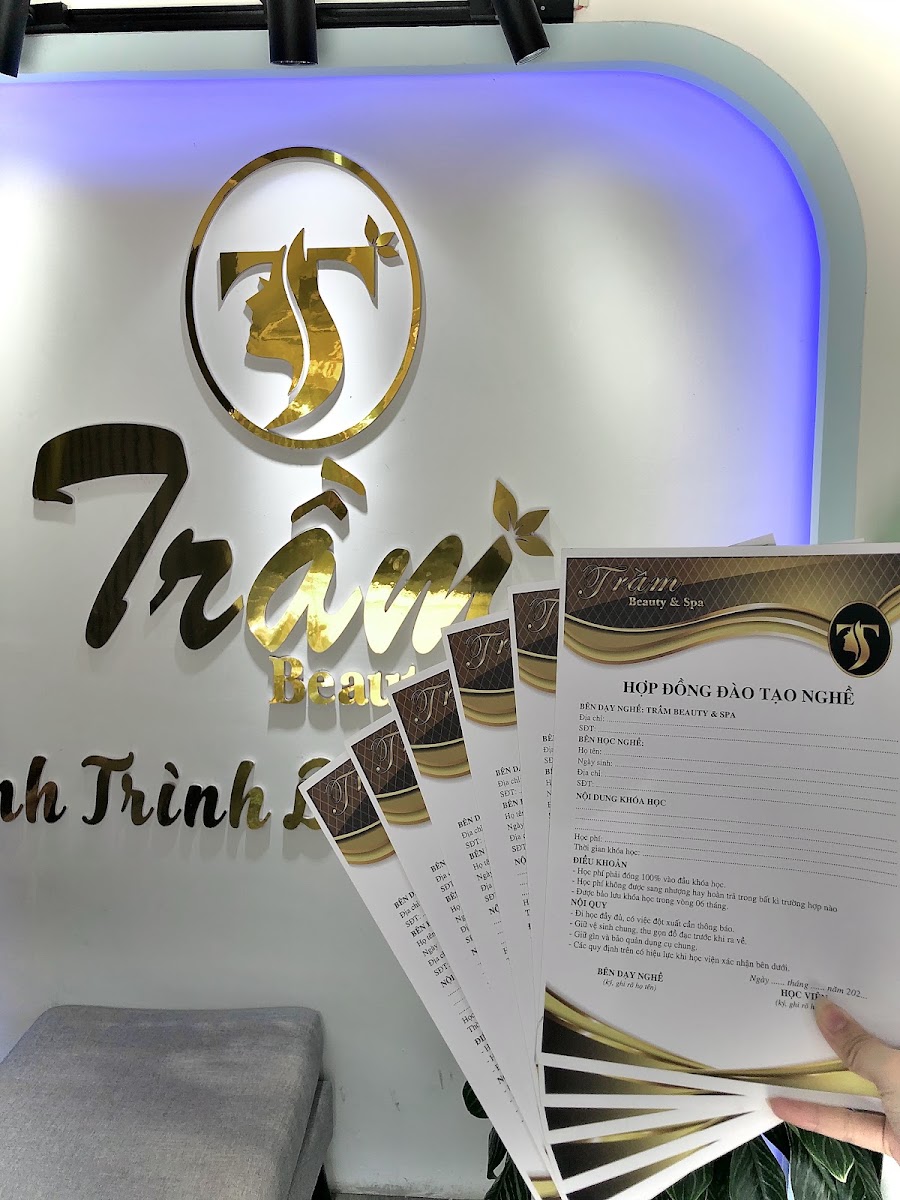 Trầm
Beauty
Trình
Trầm
Beauty & Spa
HỢP ĐỒNG ĐÀO TẠO NGHỀ
BÊN DẠY NGHỀ: TRẦM BEAUTY & SPA
Địa chỉ:
SĐT
BÊN HỌC NGHỀ:
Họ tên:
Ngày sinh:
Địa chỉ
SĐT:
NỘI DUNG KHÓA HỌC
Học phí:
Thời gian khóa học:
ĐIỀU KHOẢN
- Học phí phải đóng 100% vào đầu khóa học.
- Học phí không được sang nhượng hay hoàn trả trong bất kì trường hợp nào
- Được bảo lưu khóa học trong vòng 06 tháng.
NỘI QUY
- Đi học đầy đủ, có việc đột xuất cần thông báo.
- Giữ vệ sinh chung, thu gọn đồ đạc trước khi ra về.
- Giữ gìn và bảo quản dụng cụ chung.
- Các quy định trên có hiệu lực khi học viên xác nhận bên dưới.
Ngày ...... tháng ...... năm 202...
BÊN DẠY NGHỀ
HỌC VIÊN
(ký, ghi rõ họ tên)
(ký, ghi rõ